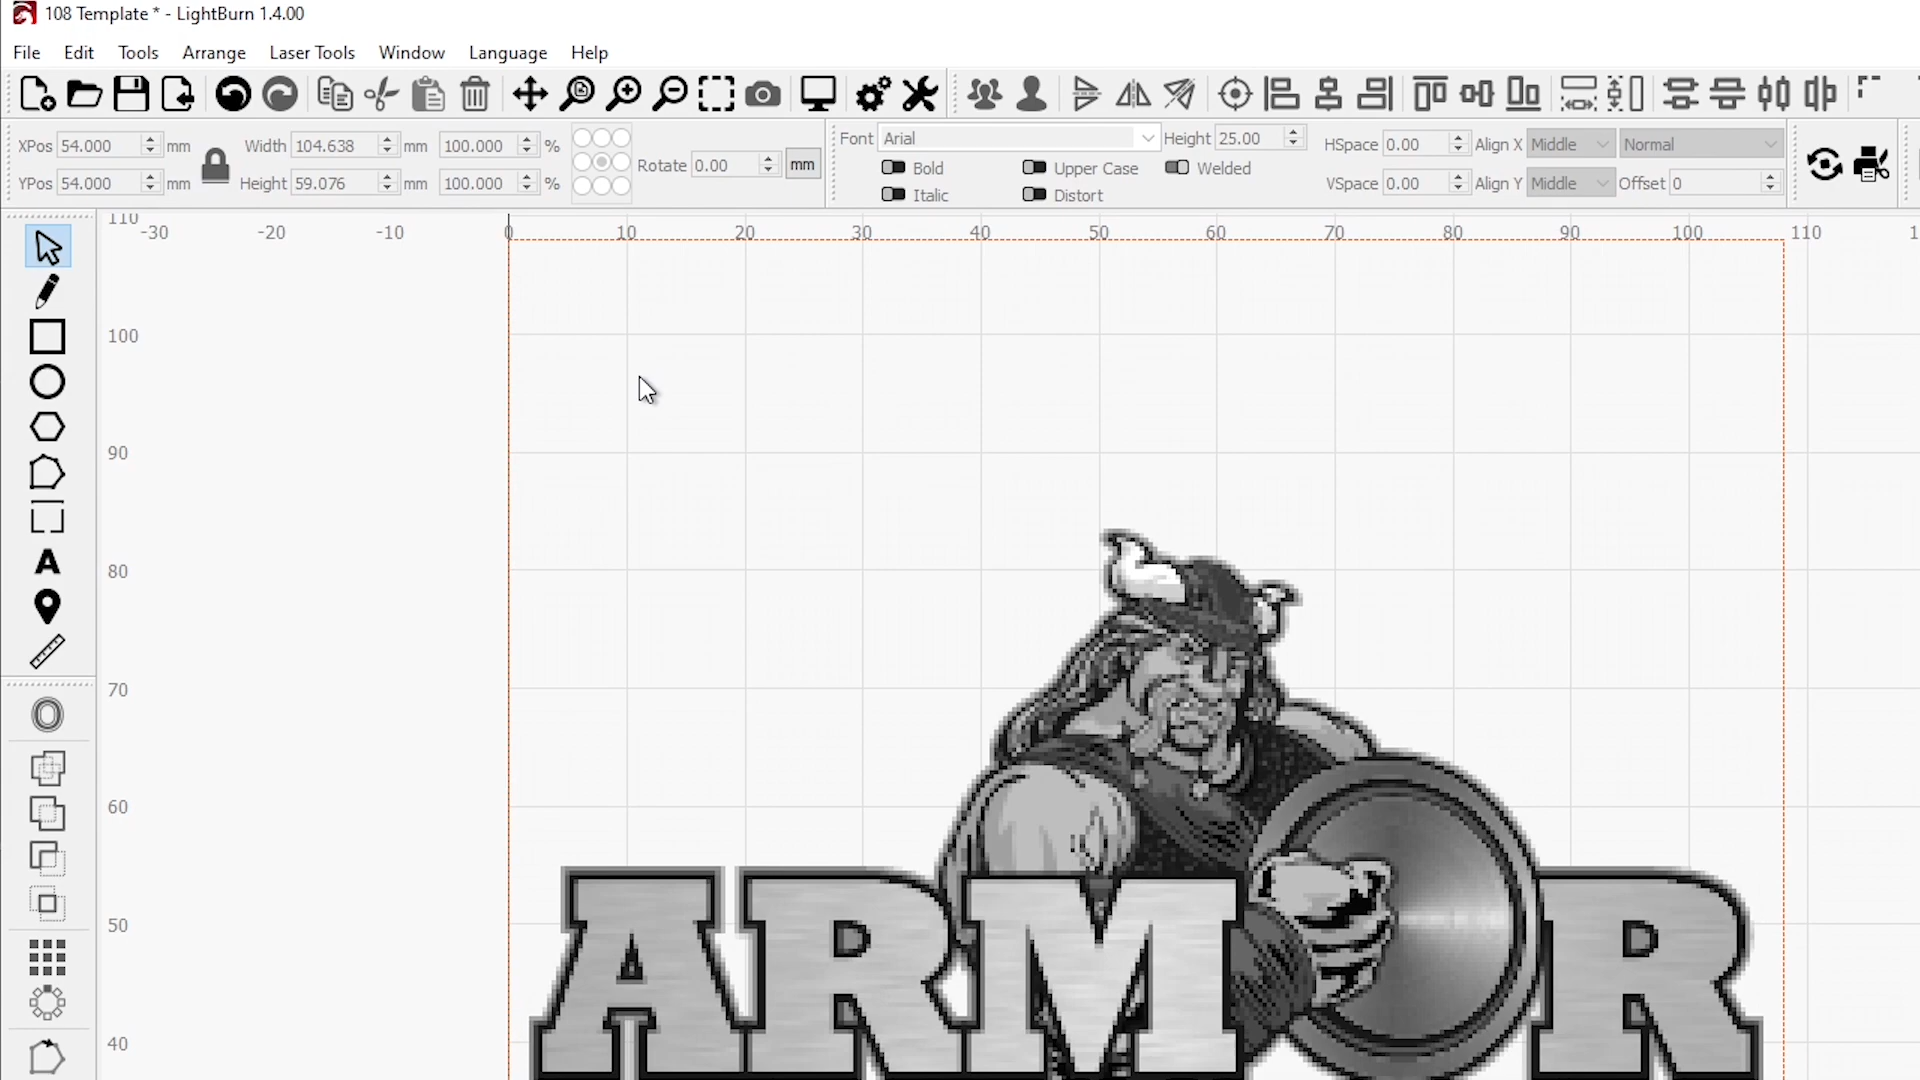 108 Template * - LightBurn 1.4.00
File Edit Tools Arrange Laser Tools Window Language Help
XPos 54.000 mm Width 104.638 mm 100.000 % Rotate 0.00 mm Font Arial Height 25.00 HSpace 0.00 Align X Middle Normal
Bold Upper Case Welded
YPos 54.000 mm Height 59.076 mm 100.000 % Italic Distort VSpace 0.00 Align Y Middle Offset 0
110 -30 -20 -10 0 10 20 30 40 50 60 70 80 90 100 110
100
90
80
A
70
60
50
40
ARMOR